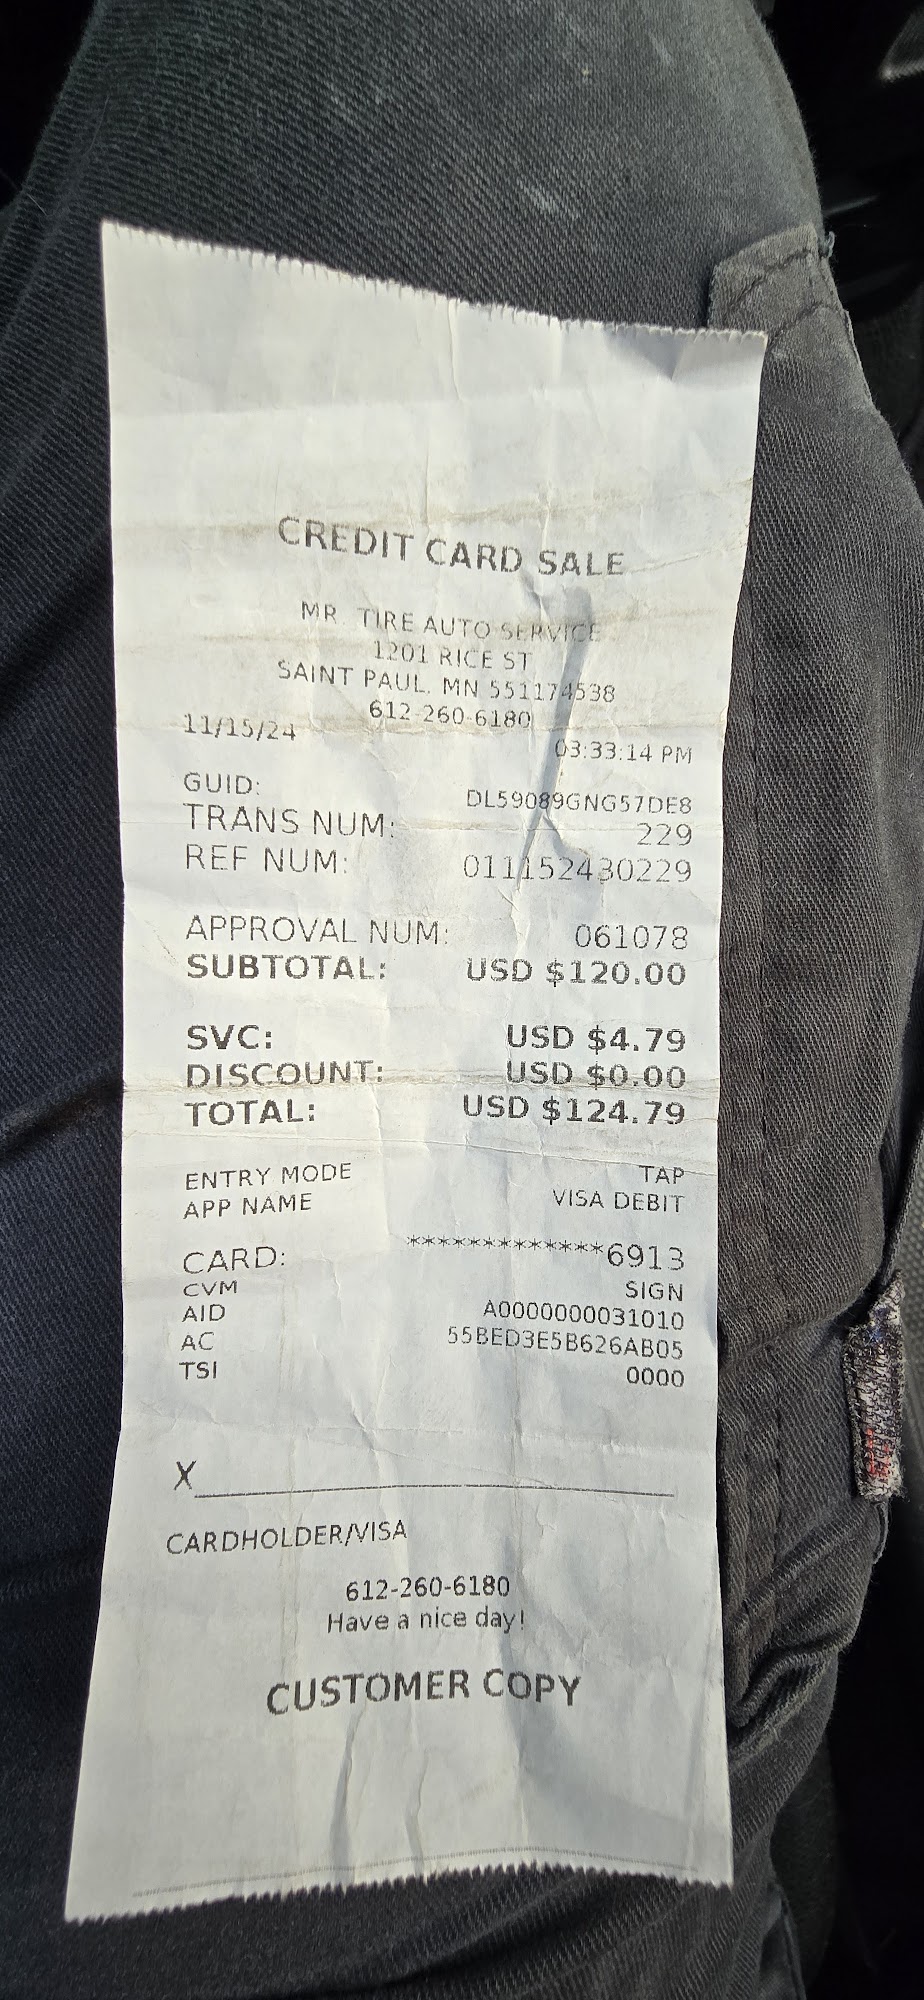 CREDIT CARD SALE
MR. TIRE AUTO SERVICE
1201 RICE ST
SAINT PAUL, MN 551174538
612-260-6180
11/15/24 03:33:14 PM
GUID: DL59089GNG57DE8
TRANS NUM: 229
REF NUM: 011152430229
APPROVAL NUM: 061078
SUBTOTAL: USD $120.00
SVC: USD $4.79
DISCOUNT: USD $0.00
TOTAL: USD $124.79
ENTRY MODE TAP
APP NAME VISA DEBIT
CARD: ************6913
CVM SIGN
AID A0000000031010
AC 55BED3E5B626AB05
TSI 0000
X
CARDHOLDER/VISA
612-260-6180
Have a nice day!
CUSTOMER COPY